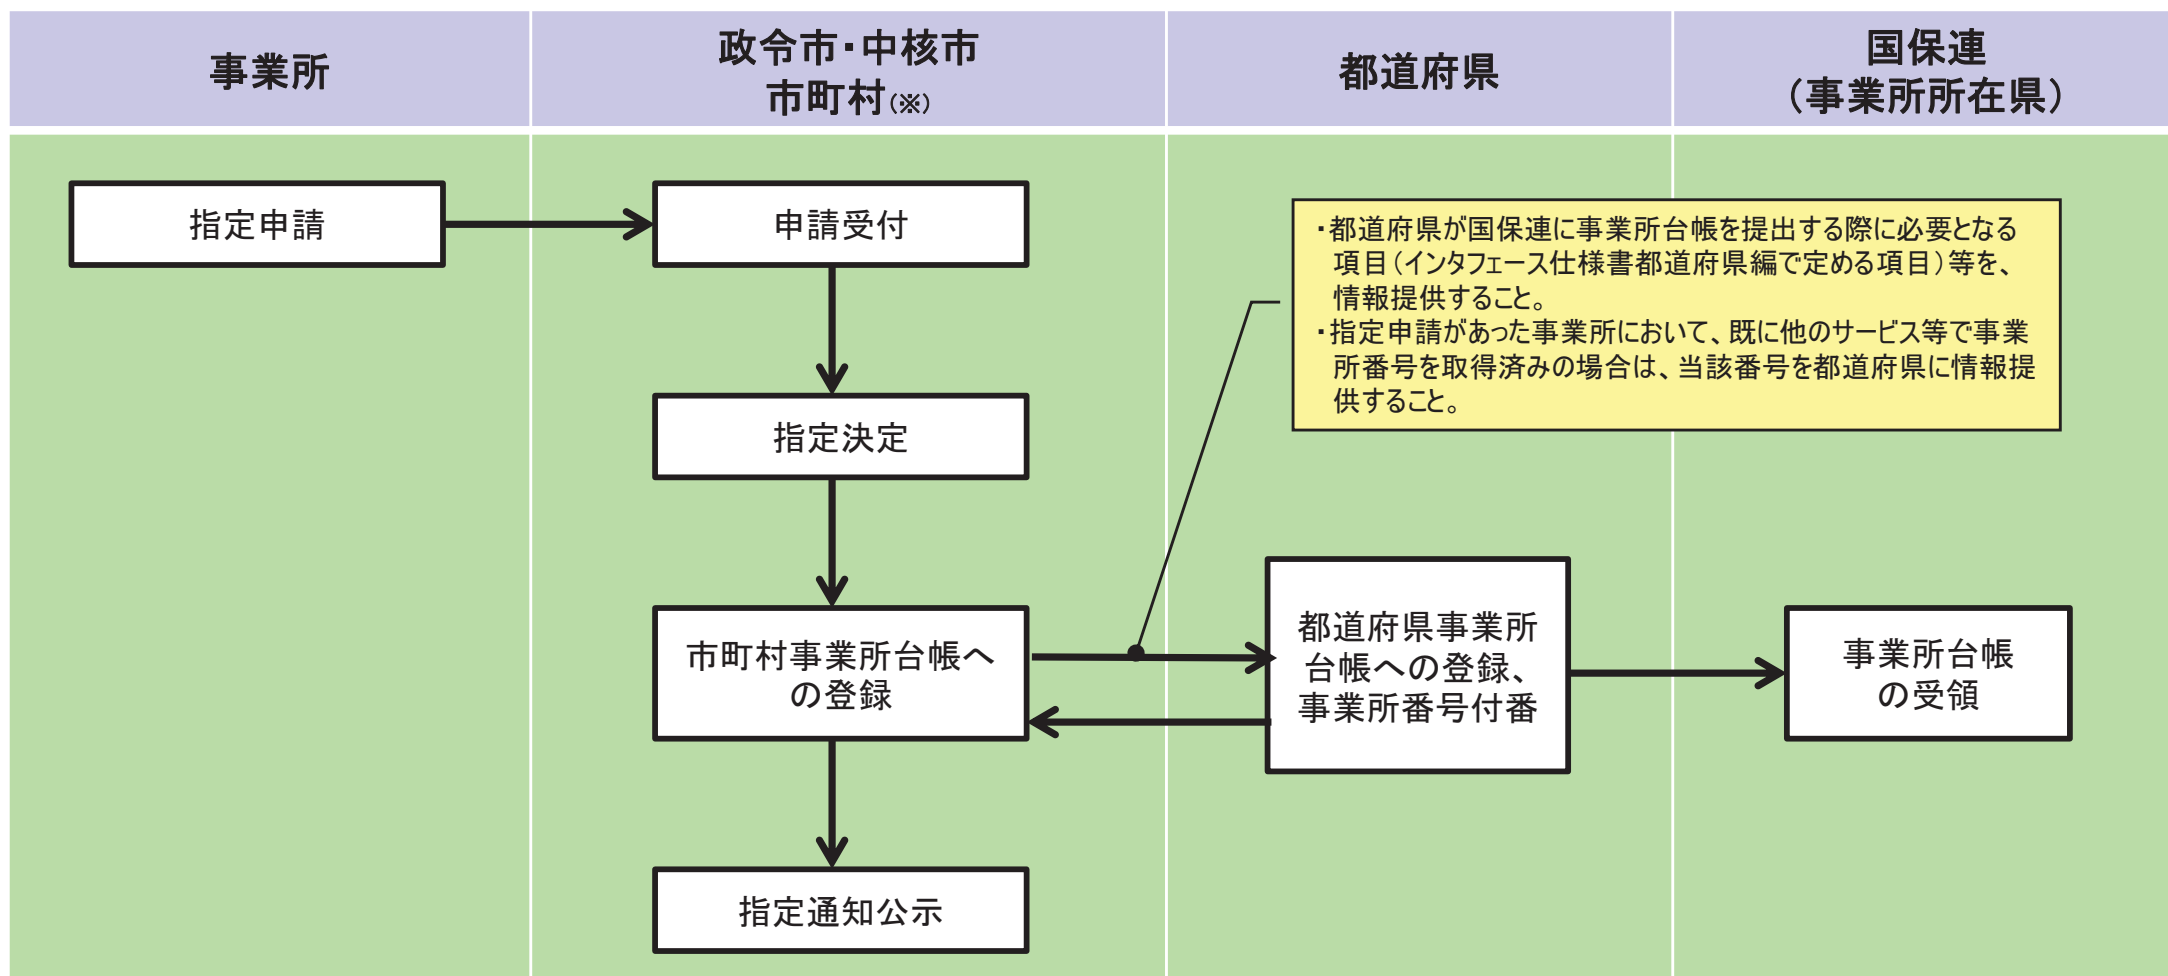 事業所
政令市・中核市
市町村(※)
都道府県
国保連
(事業所所在県)
指定申請
申請受付
・都道府県が国保連に事業所台帳を提出する際に必要となる
項目(インタフェース仕様書都道府県編で定める項目)等を、
情報提供すること。
・指定申請があった事業所において、既に他のサービス等で事業
所番号を取得済みの場合は、当該番号を都道府県に情報提
供すること。
指定決定
市町村事業所台帳へ
の登録
都道府県事業所
台帳への登録、
事業所番号付番
事業所台帳
の受領
指定通知公示